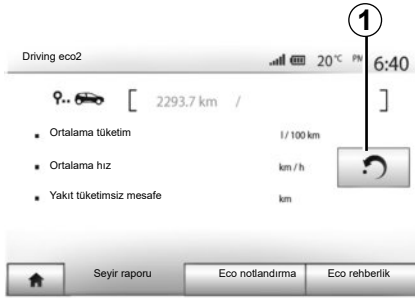 1
Driving eco2 20°C PM 6:40
[ 2293.7 km / ]
Ortalama tüketim l / 100 km
Ortalama hız km / h
Yakıt tüketimsiz mesafe km
Seyir raporu Eco notlandırma Eco rehberlik